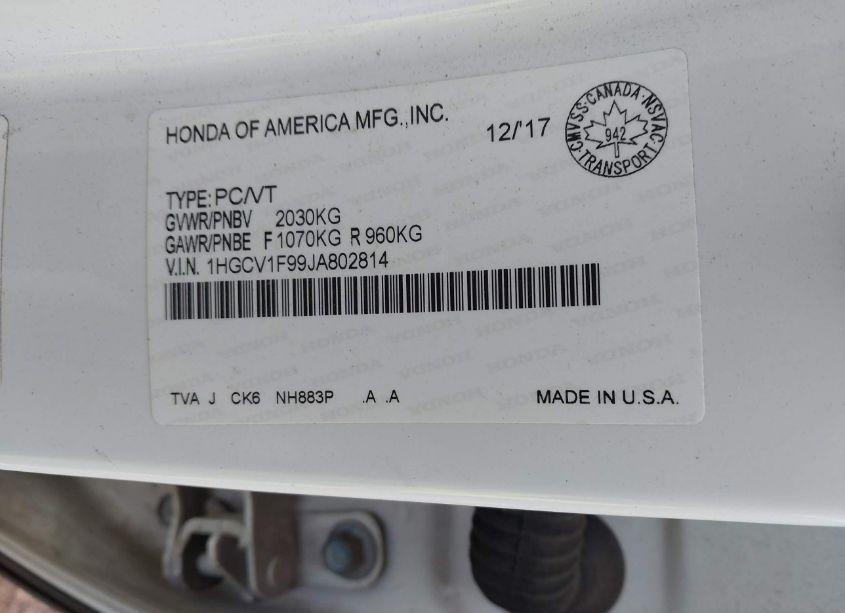 HONDA OF AMERICA MFG.,INC.
12/'17
CMVSS·CANADA·NSVAC
942
·TRANSPORT·
TYPE: PC/VT
GVWR/PNBV 2030KG
GAWR/PNBE F 1070KG R 960KG
V.I.N. 1HGCV1F99JA802814
TVA J CK6 NH883P .A .A
MADE IN U.S.A.